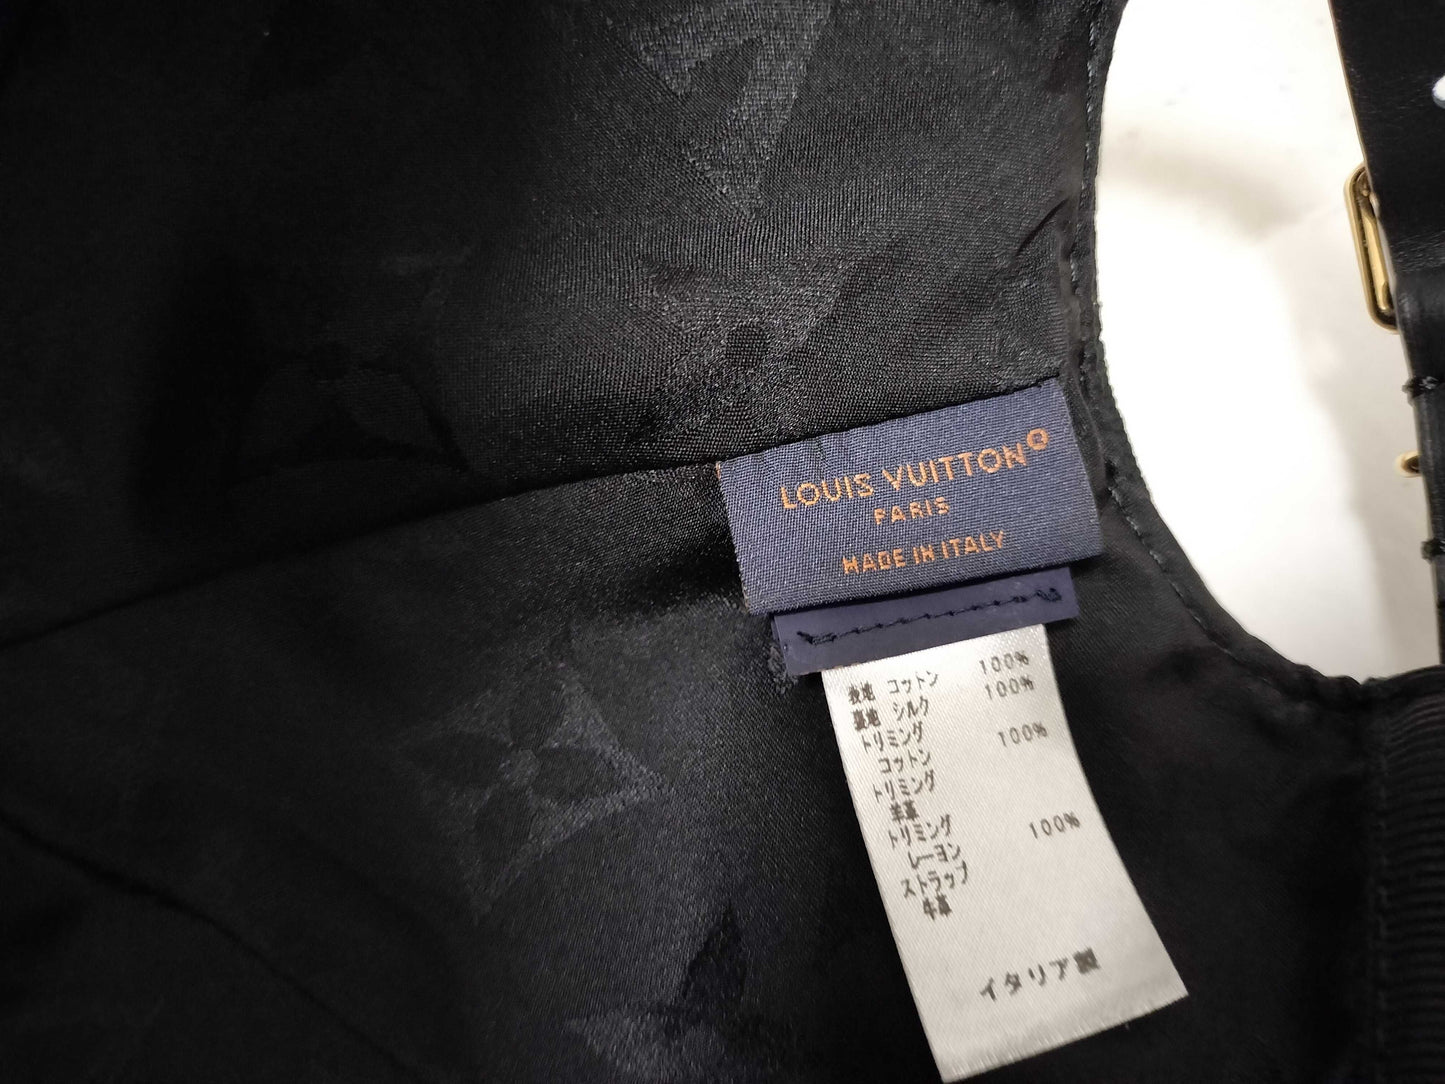 LOUIS VUITTON®
PARIS
MADE IN ITALY
表地 コットン 100%
裏地 シルク 100%
トリミング
コットン 100%
トリミング
羊革
トリミング
レーヨン 100%
ストラップ
牛革
イタリア製